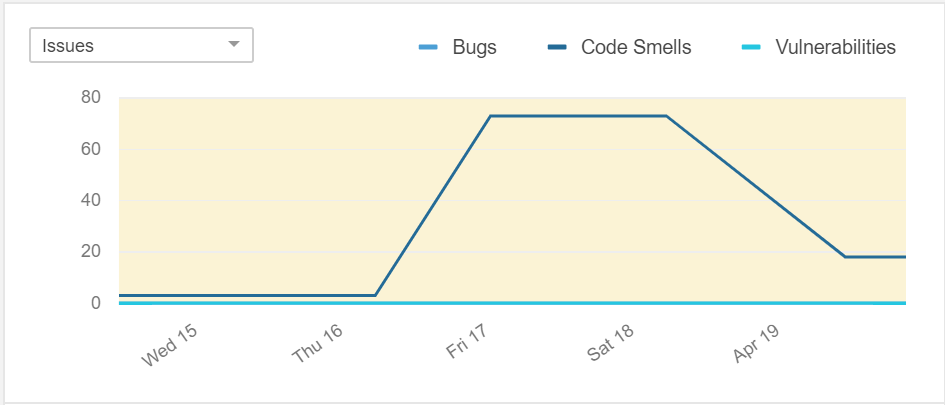 Issues
Bugs
Code Smells
Vulnerabilities
80
60
40
20
0
Wed 15
Thu 16
Fri 17
Sat 18
Apr 19